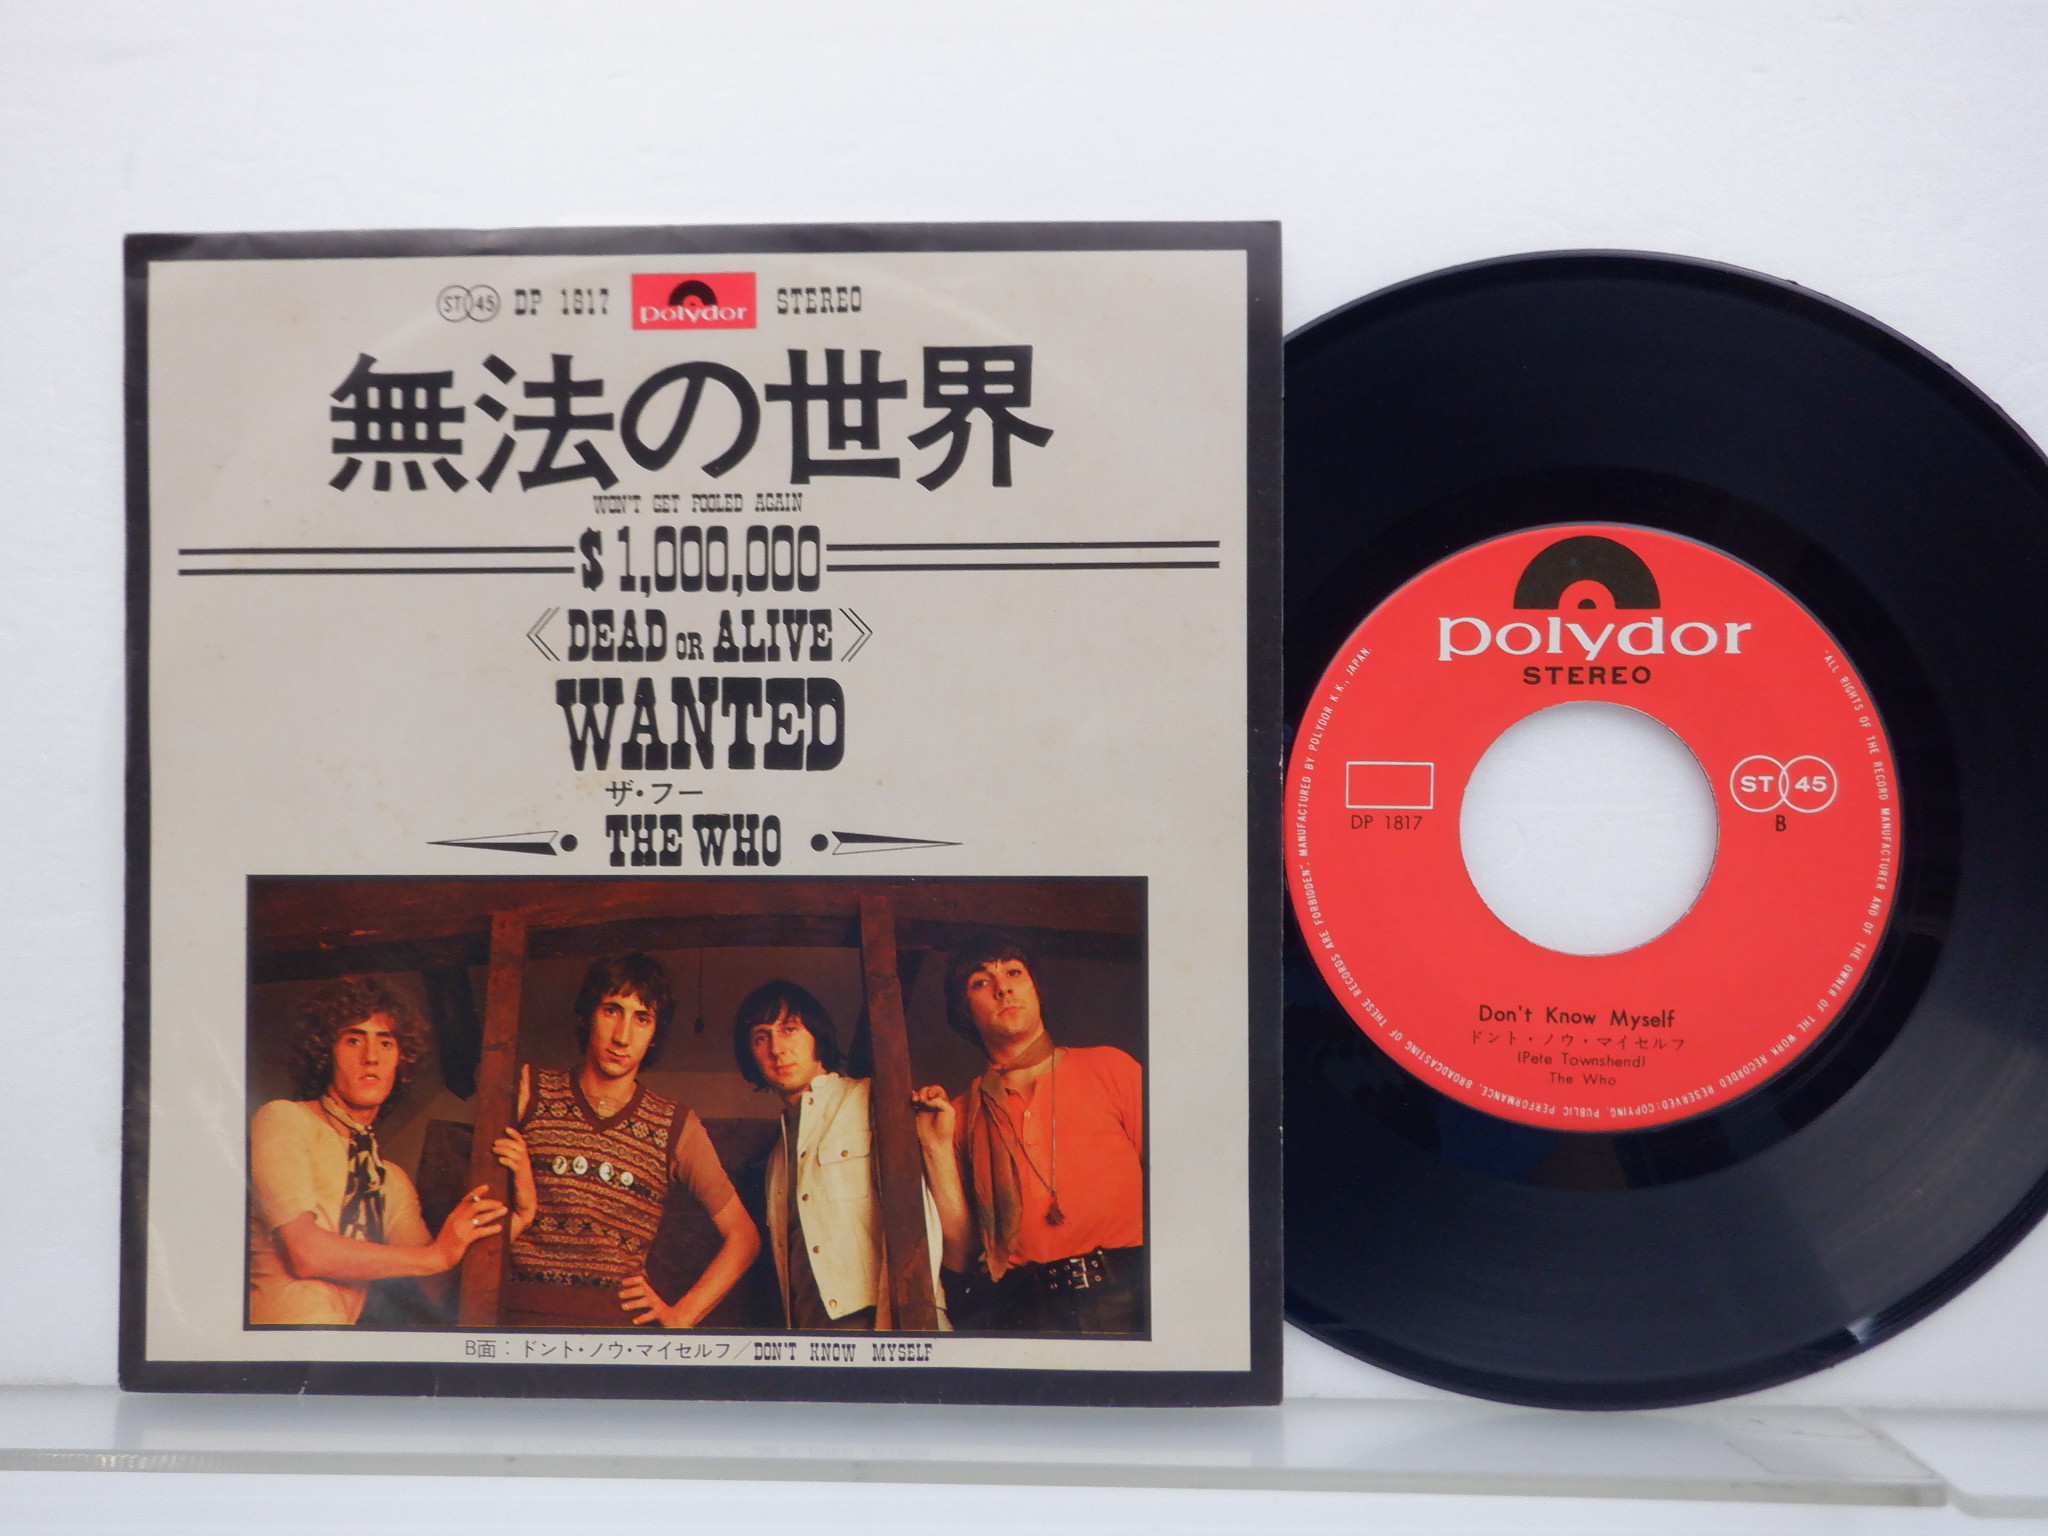 ST 45 DP 1817 polydor STEREO
無法の世界
WON'T GET FOOLED AGAIN
$ 1,000,000
《DEAD OR ALIVE》
WANTED
ザ・フー
THE WHO
B面：ドント・ノウ・マイセルフ／DON'T KNOW MYSELF
polydor
STEREO
DP 1817
ST 45
B
Don't Know Myself
ドント・ノウ・マイセルフ
(Pete Townshend)
The Who
"ALL RIGHTS OF THE RECORD MANUFACTURER AND OF THE OWNER OF THE WORK RECORDED RESERVED: COPYING, PUBLIC PERFORMANCE, BROADCASTING OF THESE RECORDS ARE FORBIDDEN". MANUFACTURED BY POLYDOR K.K., JAPAN.